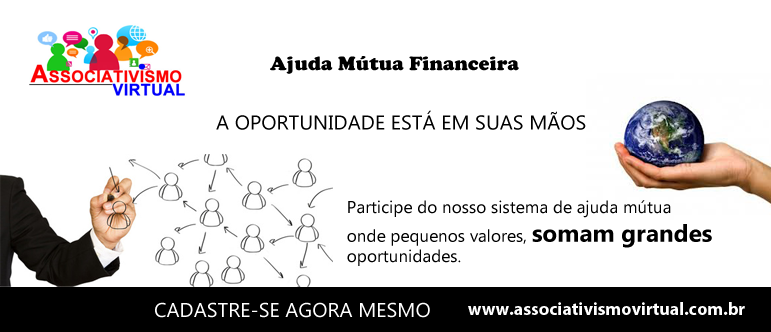 ASSOCIATIVISMO
VIRTUAL
Ajuda Mútua Financeira
A OPORTUNIDADE ESTÁ EM SUAS MÃOS
Participe do nosso sistema de ajuda mútua
onde pequenos valores, somam grandes
oportunidades.
CADASTRE-SE AGORA MESMO www.associativismovirtual.com.br